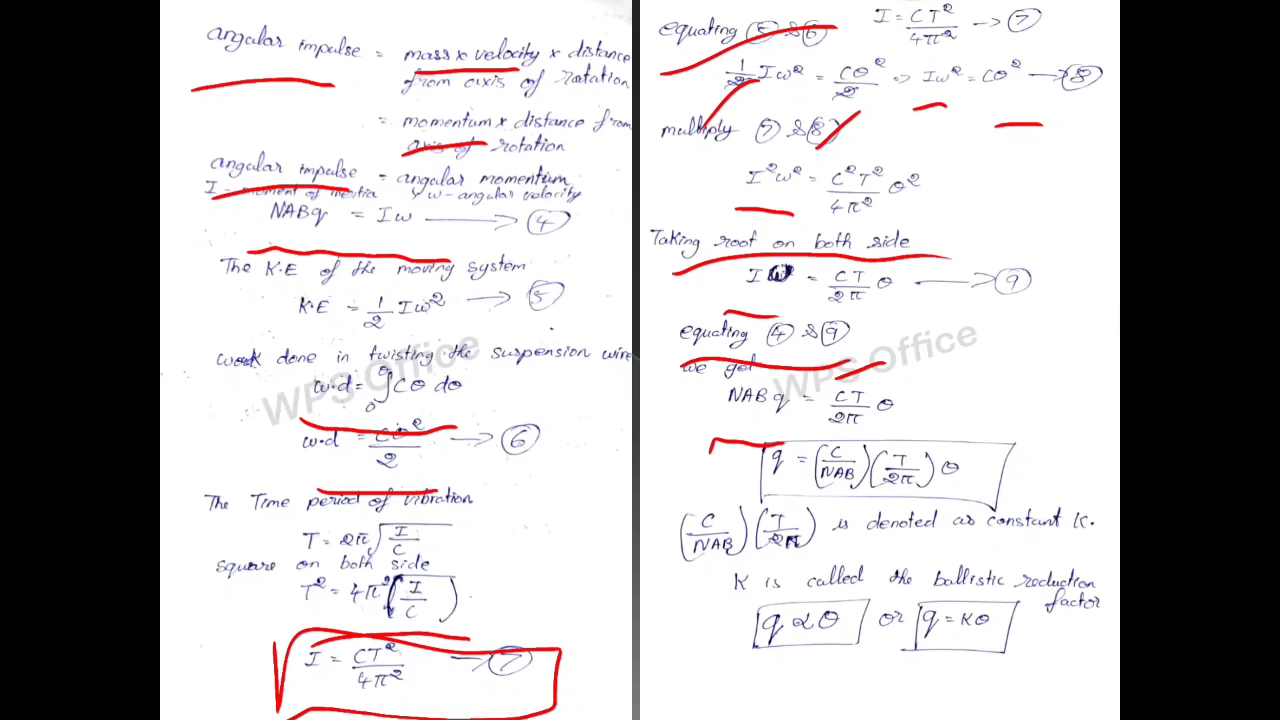 angular impulse = mass x velocity x distance
from axis of rotation
= momentum x distance from
axis of rotation
angular impulse = angular momentum
I - moment of inertia & ω - angular velocity
NABq = Iω → ④
The K.E of the moving system
K.E = 1/2 Iω² → ⑤
work done in twisting the suspension wire
w.d = ∫₀^θ Cθ dθ
w.d = Cθ²/2 → ⑥
The Time period of vibration
T = 2π√(I/C)
square on both side
T² = 4π² (I/C)
I = CT²/4π² → ⑦
WPS Office
I = CT²/4π² → ⑦
equating ⑤ & ⑥
1/2 Iω² = Cθ²/2 ⇒ Iω² = Cθ² → ⑧
multiply ⑦ & ⑧
I²ω² = C²T²/4π² θ²
Taking root on both side
Iω = CT/2π θ → ⑨
equating ④ & ⑨
we get
NABq = CT/2π θ
q = (C/NAB)(T/2π) θ
(C/NAB)(T/2π) is denoted as constant K.
K is called the ballistic reduction
factor
q ∝ θ or q = Kθ
WPS Office